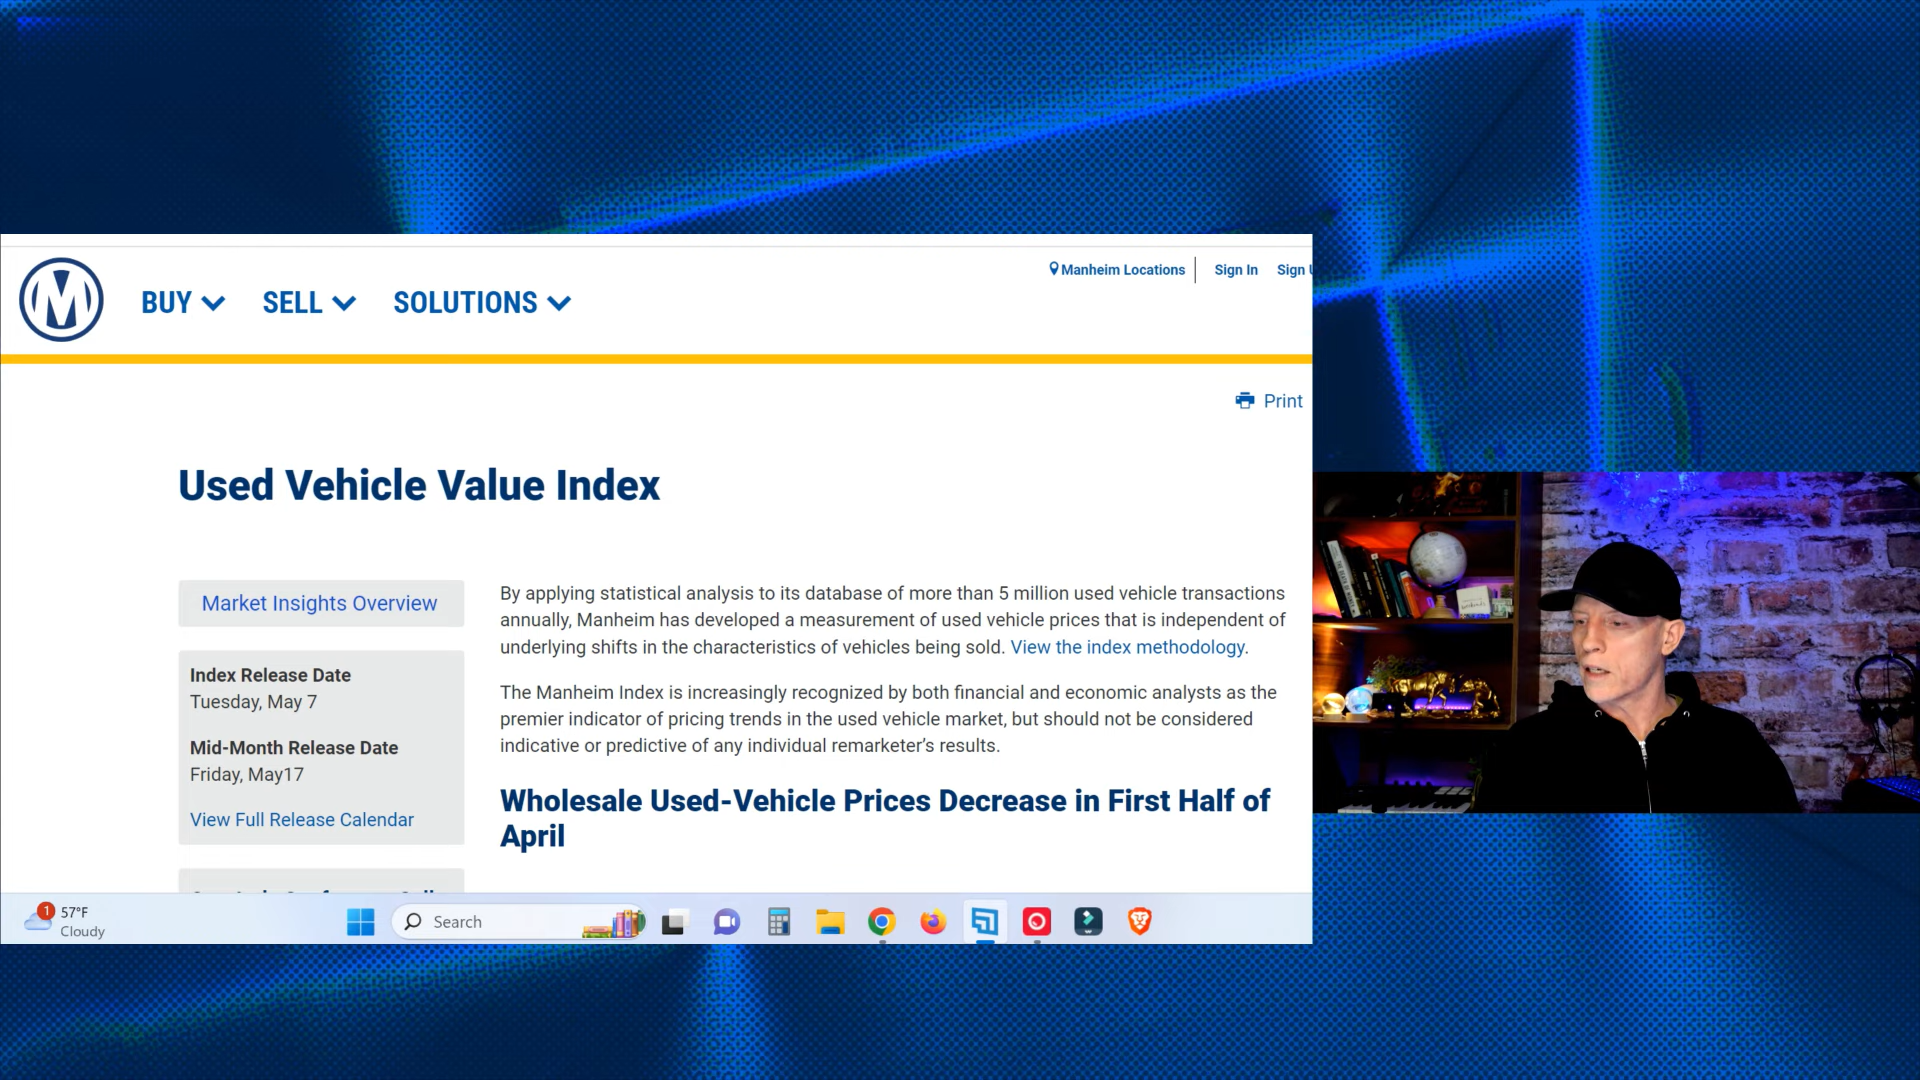 Manheim Locations
Sign In
Sign
BUY
SELL
SOLUTIONS
Print
Used Vehicle Value Index
Market Insights Overview
Index Release Date
Tuesday, May 7
Mid-Month Release Date
Friday, May17
View Full Release Calendar
By applying statistical analysis to its database of more than 5 million used vehicle transactions
annually, Manheim has developed a measurement of used vehicle prices that is independent of
underlying shifts in the characteristics of vehicles being sold. View the index methodology.
The Manheim Index is increasingly recognized by both financial and economic analysts as the
premier indicator of pricing trends in the used vehicle market, but should not be considered
indicative or predictive of any individual remarketer’s results.
Wholesale Used-Vehicle Prices Decrease in First Half of
April
1
57°F
Cloudy
Search